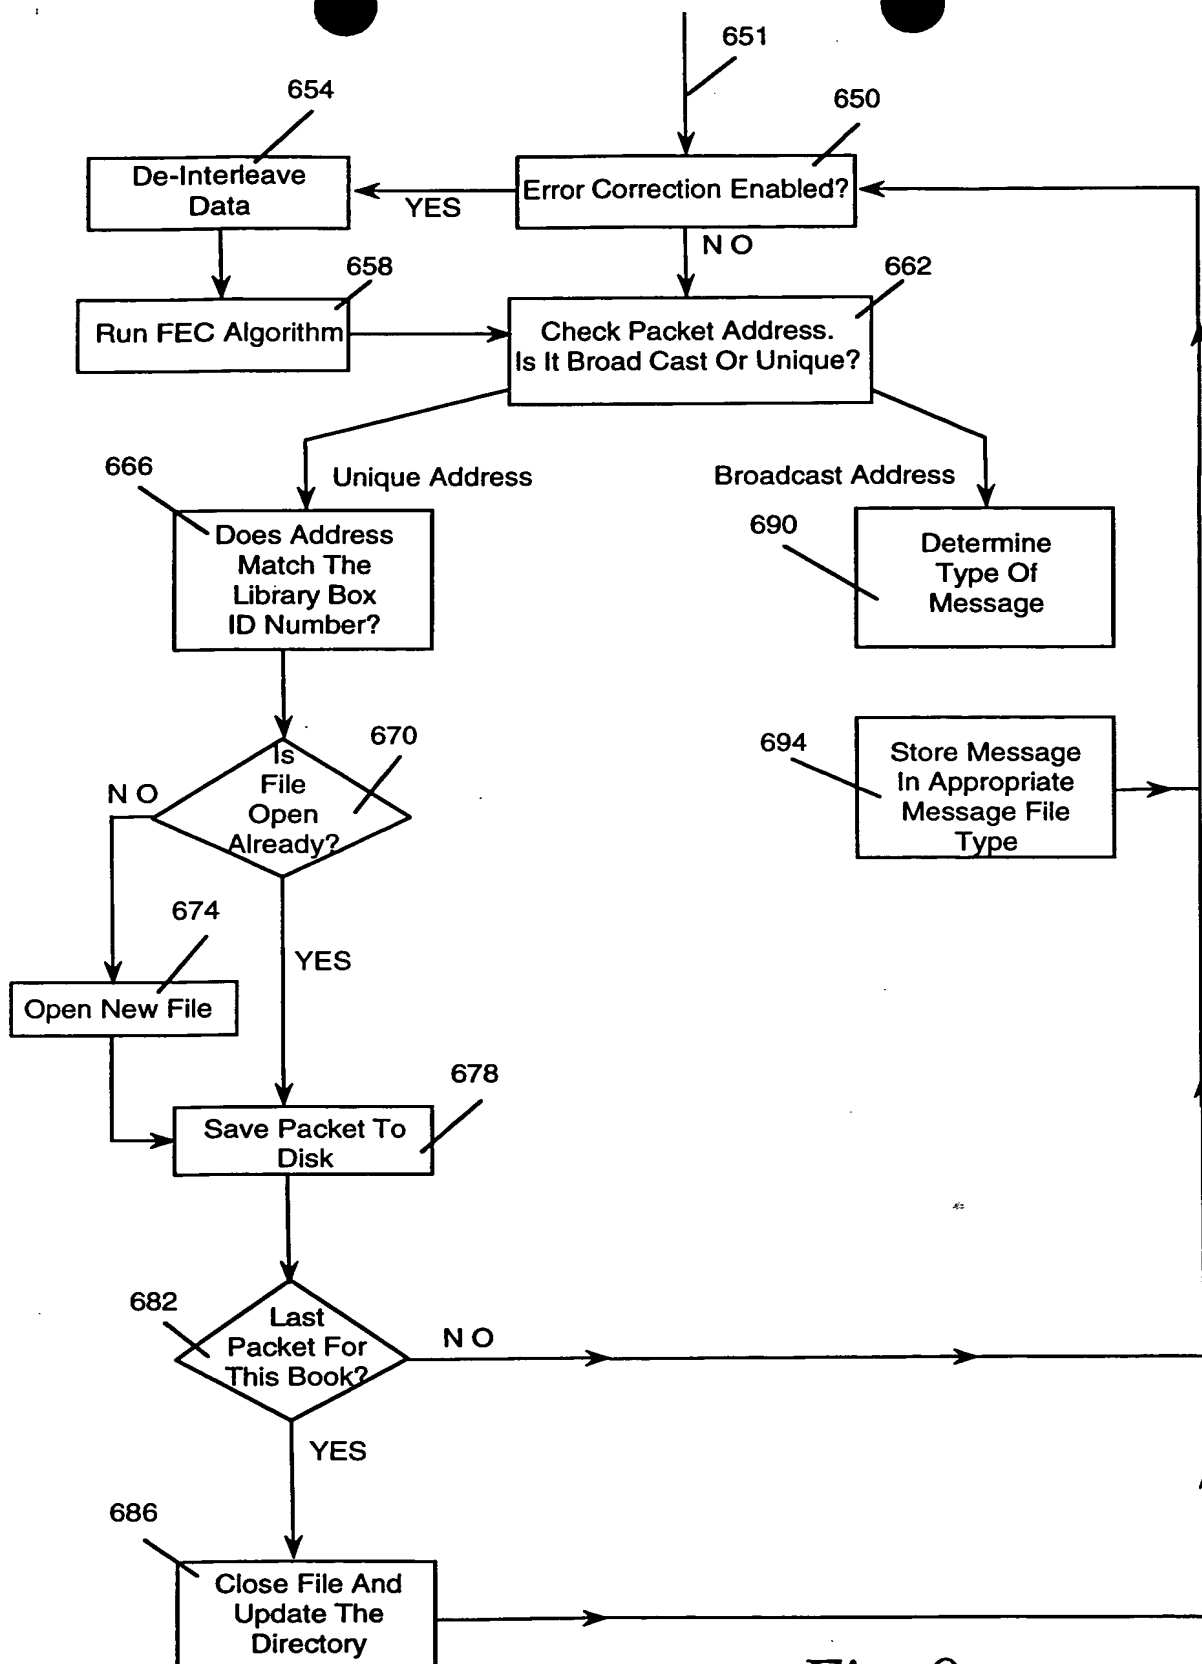 651
654
650
De-Interleave
Data
YES
Error Correction Enabled?
N O
658
662
Run FEC Algorithm
Check Packet Address.
Is It Broad Cast Or Unique?
666
Unique Address
Broadcast Address
Does Address
Match The
Library Box
ID Number?
690
Determine
Type Of
Message
670
Is
File
Open
Already?
N O
694
Store Message
In Appropriate
Message File
Type
674
YES
Open New File
678
Save Packet To
Disk
682
Last
Packet For
This Book?
N O
YES
686
Close File And
Update The
Directory